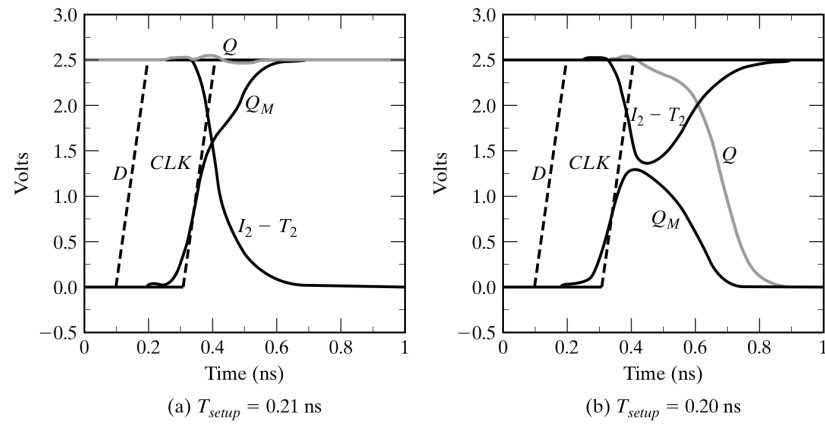 3.0
2.5
2.0
1.5
1.0
0.5
0.0
−0.5
Volts
Q
Q_M
D
CLK
I_2 − T_2
0
0.2
0.4
0.6
0.8
1
Time (ns)
(a) T_setup = 0.21 ns
3.0
2.5
2.0
1.5
1.0
0.5
0.0
−0.5
Volts
I_2 − T_2
D
CLK
Q
Q_M
0
0.2
0.4
0.6
0.8
1
Time (ns)
(b) T_setup = 0.20 ns